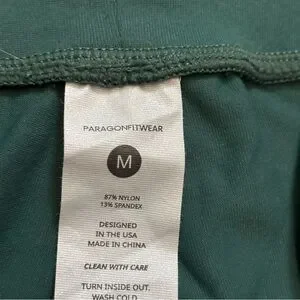 PARAGONFITWEAR
M
87% NYLON
13% SPANDEX
DESIGNED
IN THE USA
MADE IN CHINA
CLEAN WITH CARE
TURN INSIDE OUT.
WASH COLD